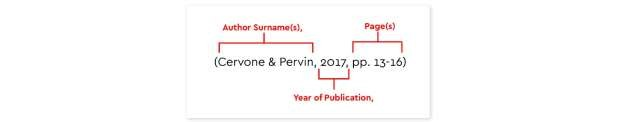 Author Surname(s),
Page(s)
(Cervone & Pervin, 2017, pp. 13-16)
Year of Publication,